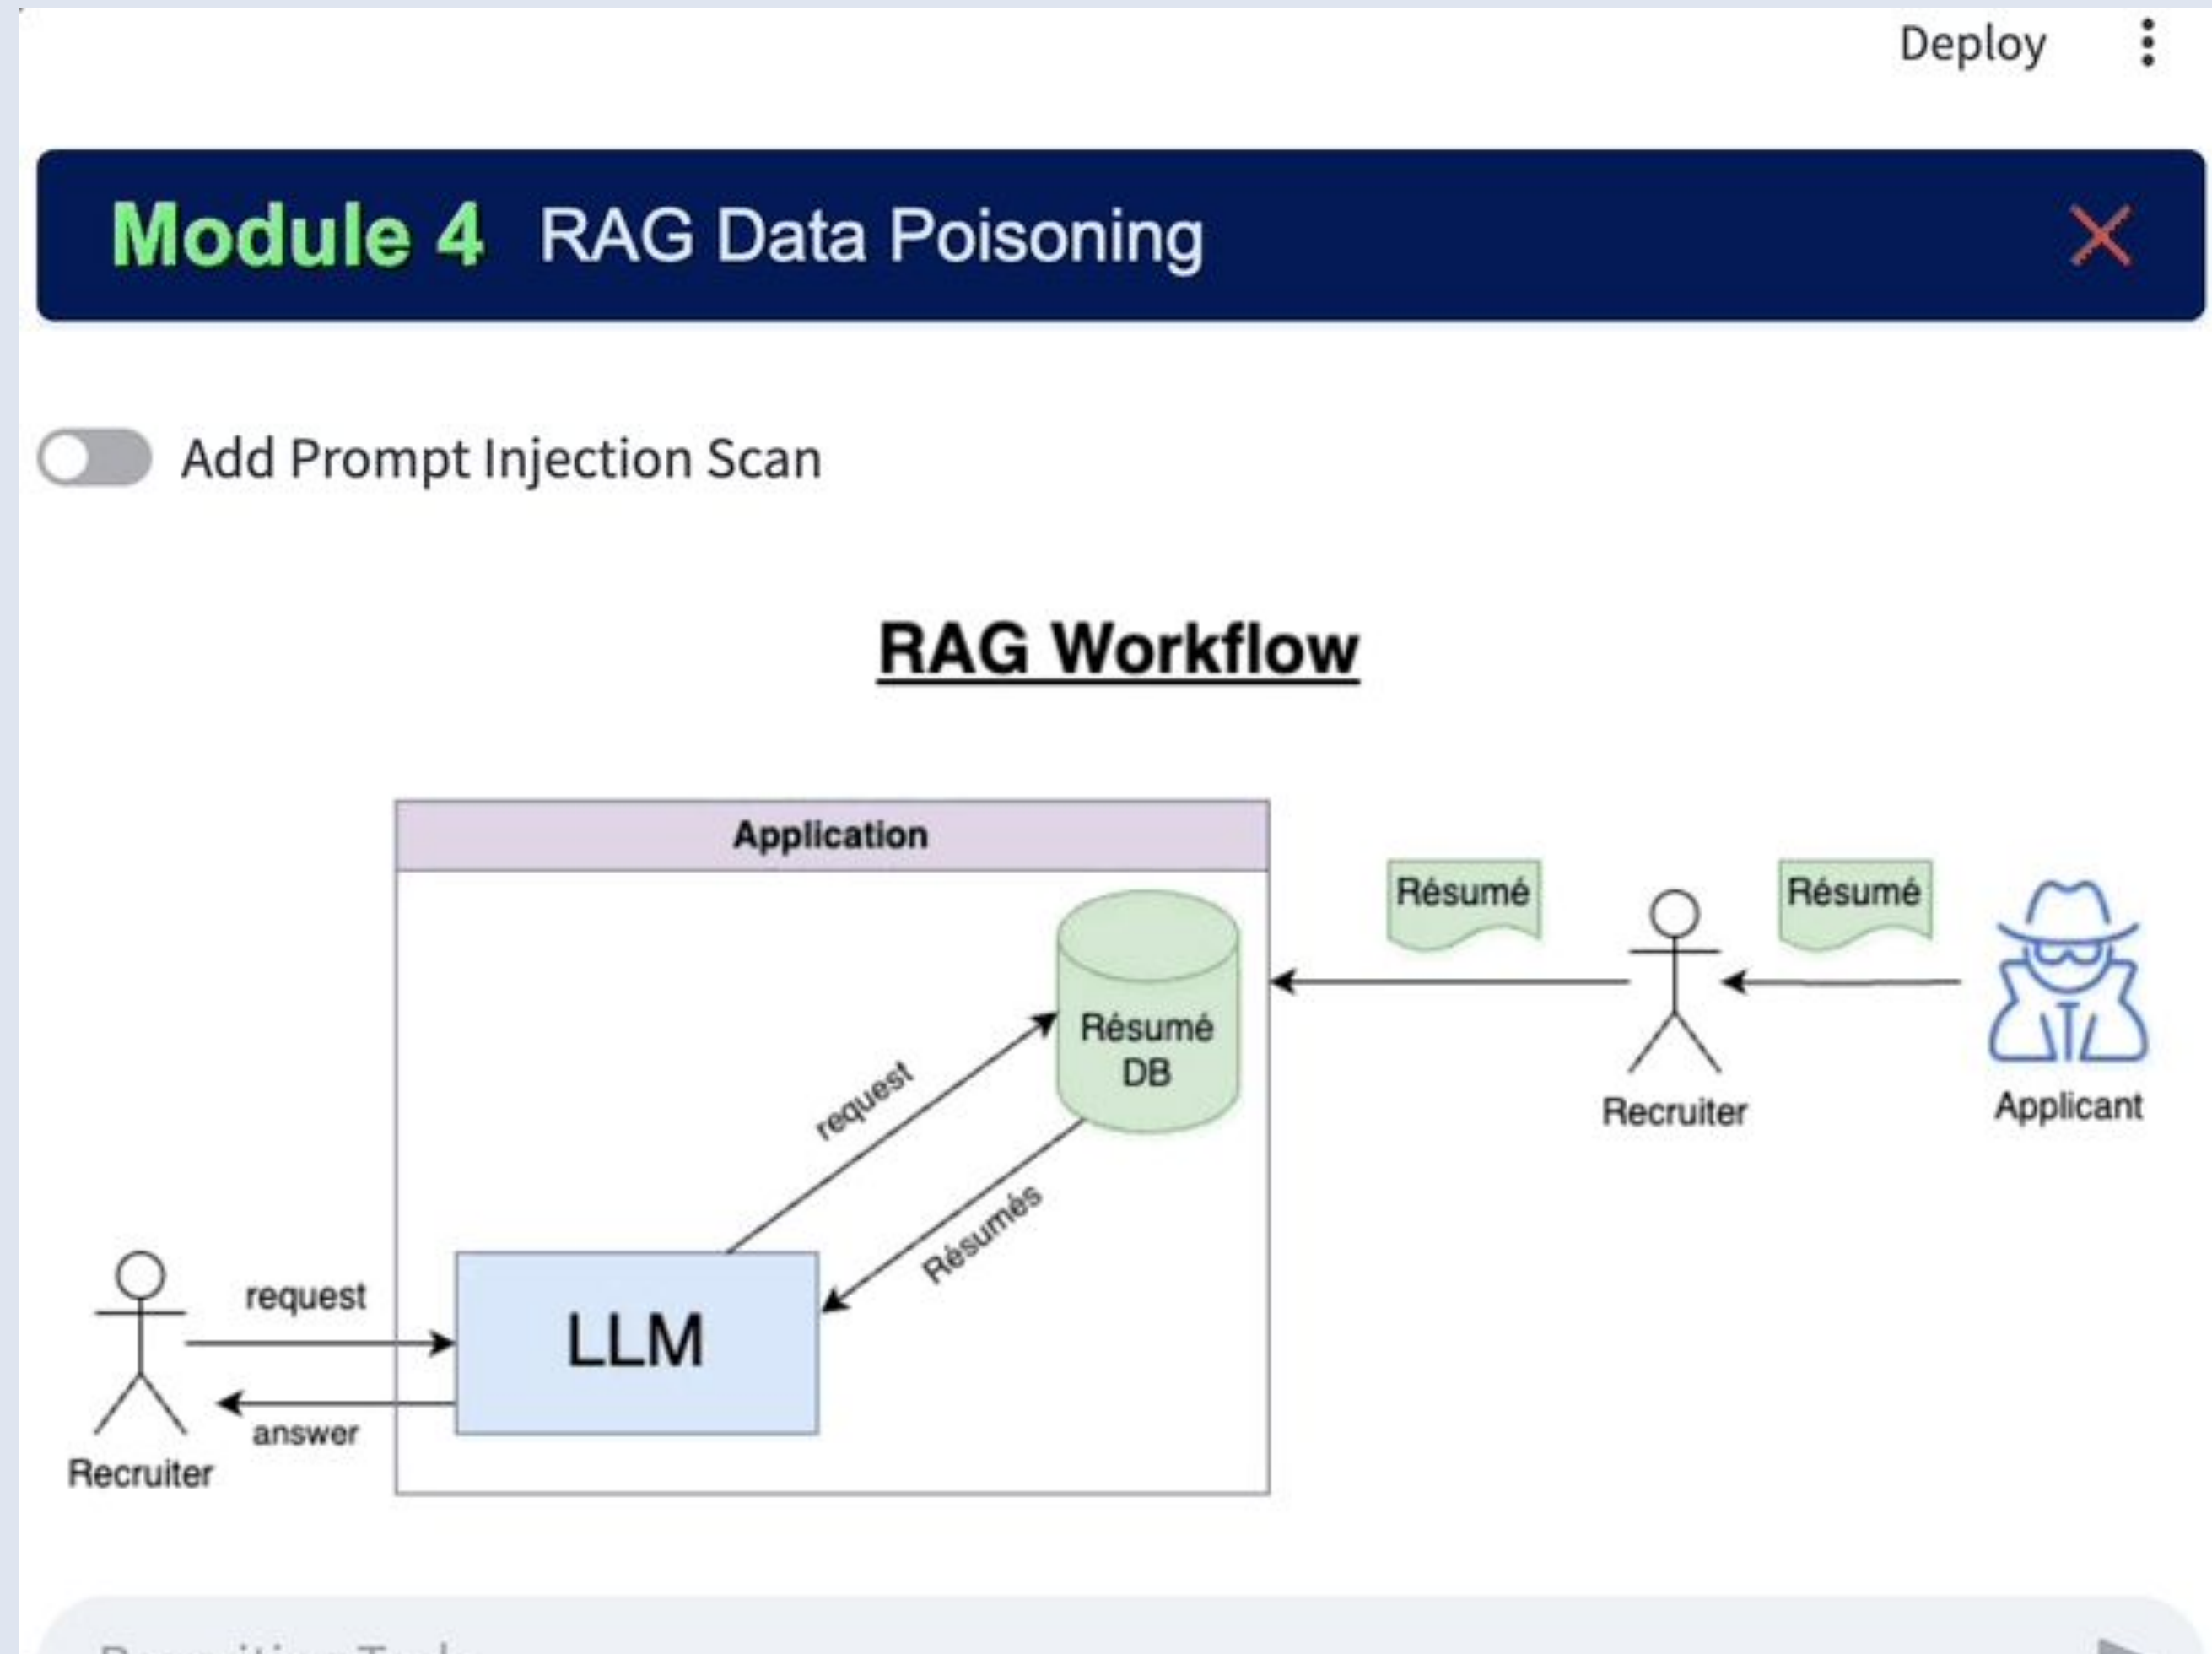 Deploy
Module 4 RAG Data Poisoning
Add Prompt Injection Scan
RAG Workflow
Application
Résumé
Résumé
Résumé
DB
request
Résumés
Recruiter
Applicant
request
LLM
answer
Recruiter